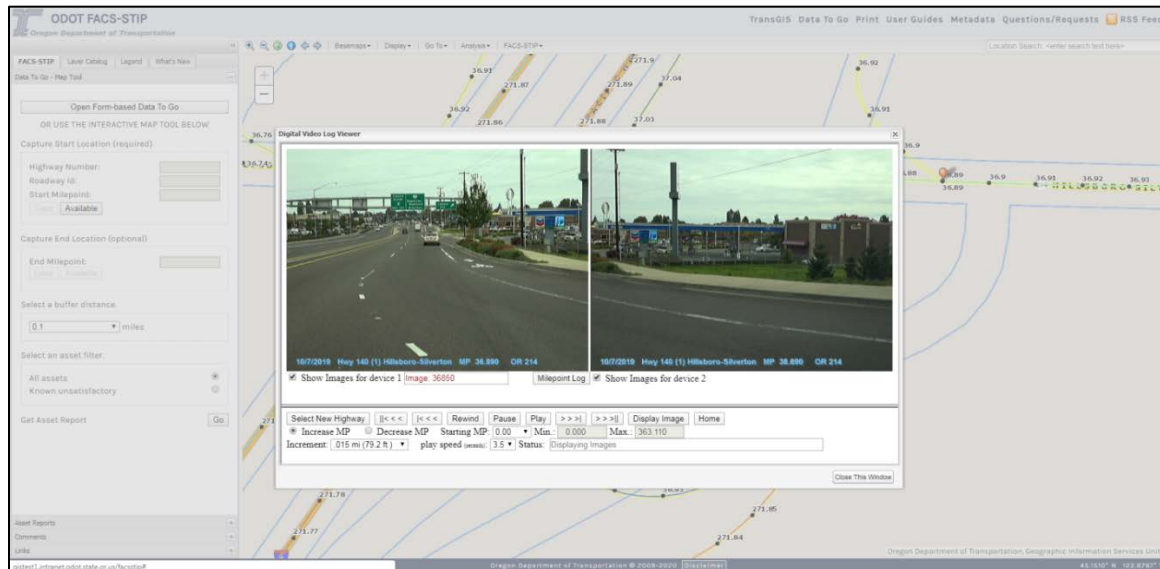 ODOT FACS-STIP
Oregon Department of Transportation
TransGIS Data To Go Print User Guides Metadata Questions/Requests RSS Feed
Basemaps Display Go To Analysis FACS-STIP
Location Search: <enter search text here>
FACS-STIP Layer Catalog Legend What's New
Data To Go - Map Tool
Open Form-based Data To Go
OR USE THE INTERACTIVE MAP TOOL BELOW
Capture Start Location (required)
Highway Number:
Roadway Id:
Start Milepoint:
Available
Capture End Location (optional)
End Milepoint:
Select a buffer distance.
0.1 miles
Select an asset filter.
All assets
Known unsatisfactory
Get Asset Report Go
Asset Reports
Comments
Links
36.91
271.87
271.9
271.89
37.04
36.92
36.92
271.86
271.88
37.03
36.91
36.76
36.9
36.89
36.89
36.9
36.91
36.92
36.93
Digital Video Log Viewer
10/7/2019 Hwy 140 (1) Hillsboro-Silverton MP 36.890 OR 214
10/7/2019 Hwy 140 (1) Hillsboro-Silverton MP 36.890 OR 214
Show Images for device 1 Image: 36850 Milepoint Log Show Images for device 2
Select New Highway ||< < < |< < < Rewind Pause Play > > >| > > >|| Display Image Home
Increase MP Decrease MP Starting MP: 0.00 Min.: 0.000 Max.: 363.110
Increment: .015 mi (79.2 ft.) play speed (seconds): 3.5 Status: Displaying Images
Close This Window
271.78
271.77
271.85
271.84
Oregon Department of Transportation, Geographic Information Services Unit
Oregon Department of Transportation © 2009-2020 Disclaimer